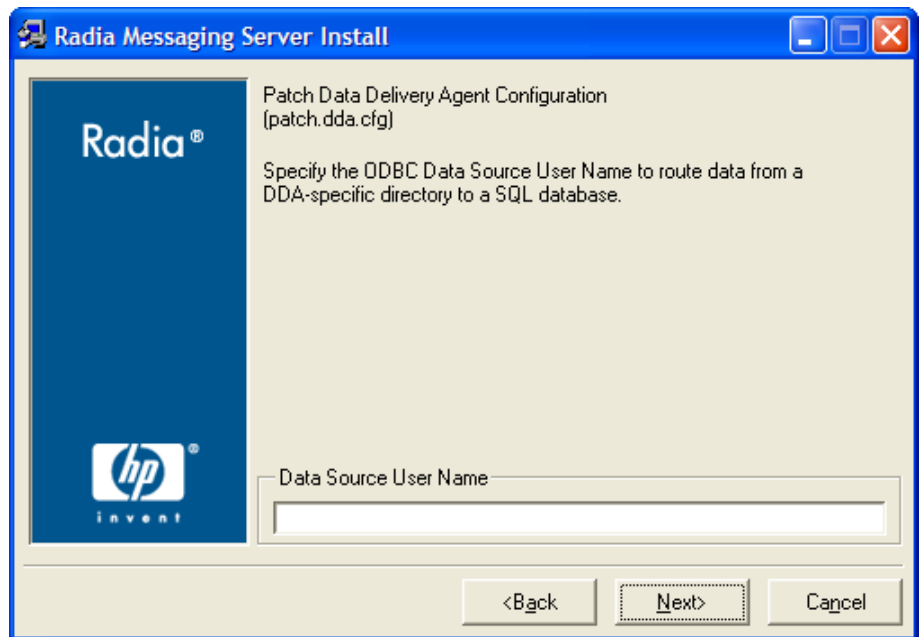 Radia Messaging Server Install
Radia®
Patch Data Delivery Agent Configuration
(patch.dda.cfg)
Specify the ODBC Data Source User Name to route data from a
DDA-specific directory to a SQL database.
hp®
invent
Data Source User Name
<Back
Next>
Cancel